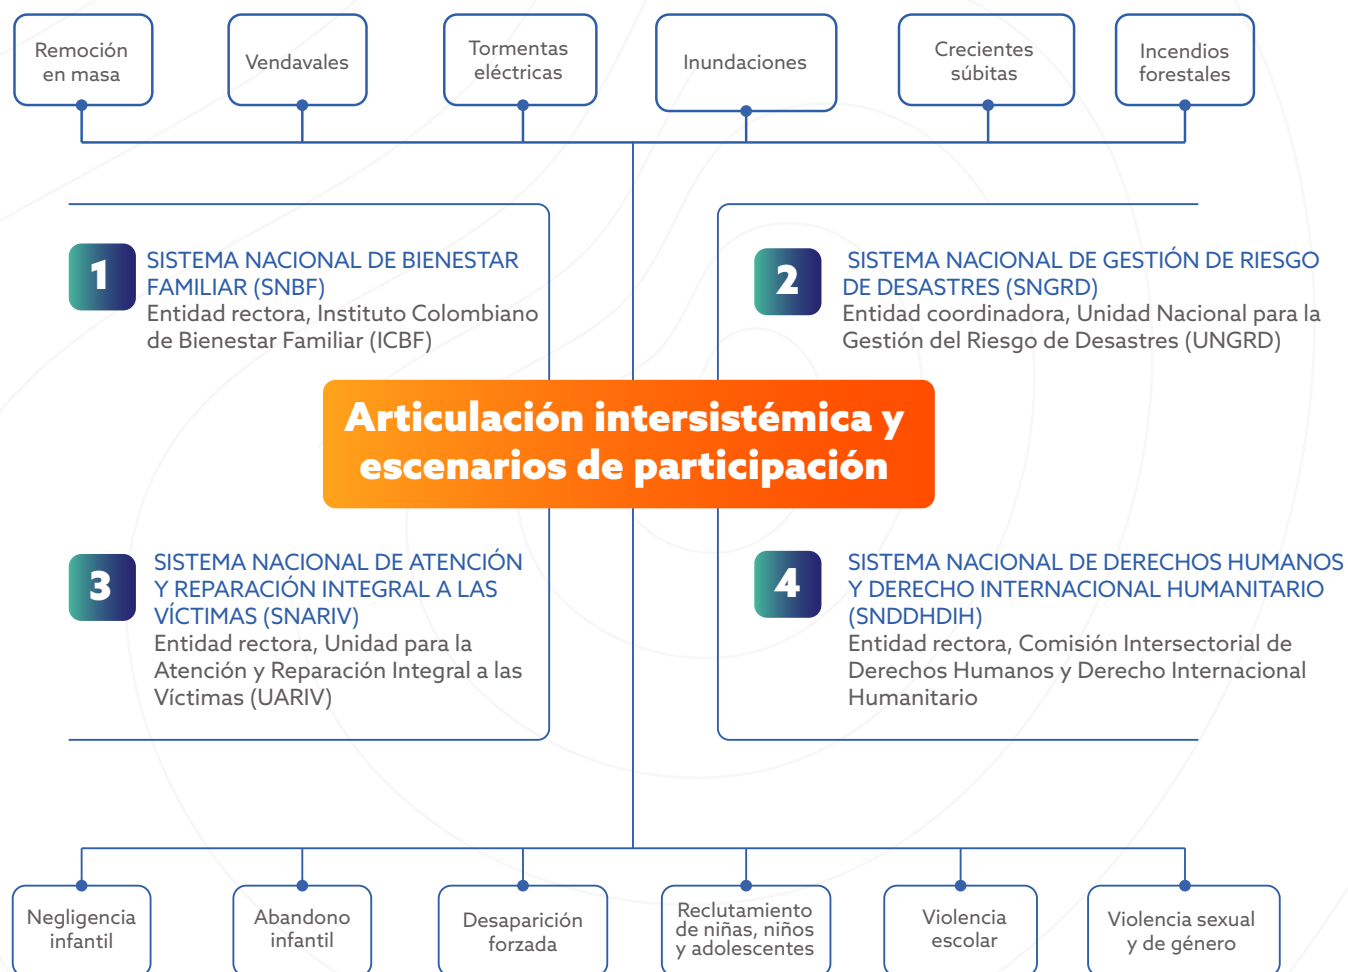 Remoción
en masa
Vendavales
Tormentas
eléctricas
Inundaciones
Crecientes
súbitas
Incendios
forestales
1
SISTEMA NACIONAL DE BIENESTAR
FAMILIAR (SNBF)
Entidad rectora, Instituto Colombiano
de Bienestar Familiar (ICBF)
2
SISTEMA NACIONAL DE GESTIÓN DE RIESGO
DE DESASTRES (SNGRD)
Entidad coordinadora, Unidad Nacional para la
Gestión del Riesgo de Desastres (UNGRD)
Articulación intersistémica y
escenarios de participación
3
SISTEMA NACIONAL DE ATENCIÓN
Y REPARACIÓN INTEGRAL A LAS
VÍCTIMAS (SNARIV)
Entidad rectora, Unidad para la
Atención y Reparación Integral a las
Víctimas (UARIV)
4
SISTEMA NACIONAL DE DERECHOS HUMANOS
Y DERECHO INTERNACIONAL HUMANITARIO
(SNDDHDIH)
Entidad rectora, Comisión Intersectorial de
Derechos Humanos y Derecho Internacional
Humanitario
Negligencia
infantil
Abandono
infantil
Desaparición
forzada
Reclutamiento
de niñas, niños
y adolescentes
Violencia
escolar
Violencia sexual
y de género